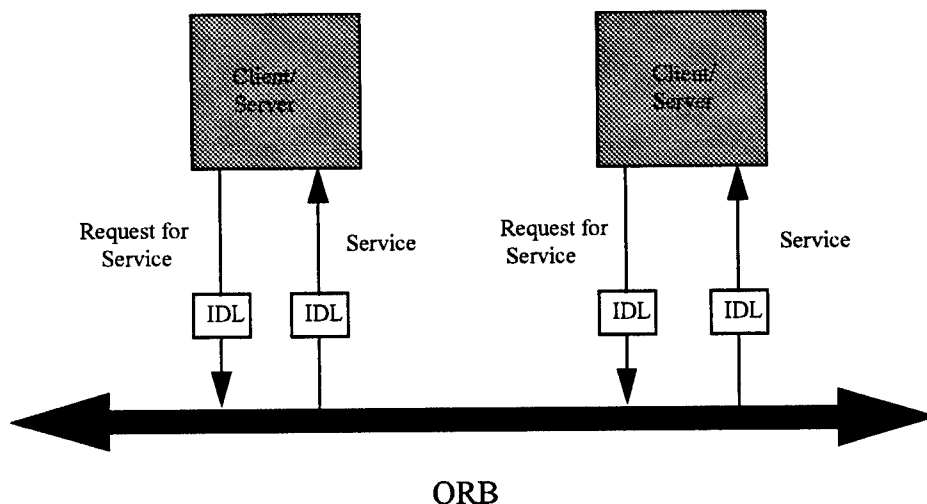 Client/
Server
Client/
Server
Request for
Service
Service
Request for
Service
Service
IDL
IDL
IDL
IDL
ORB